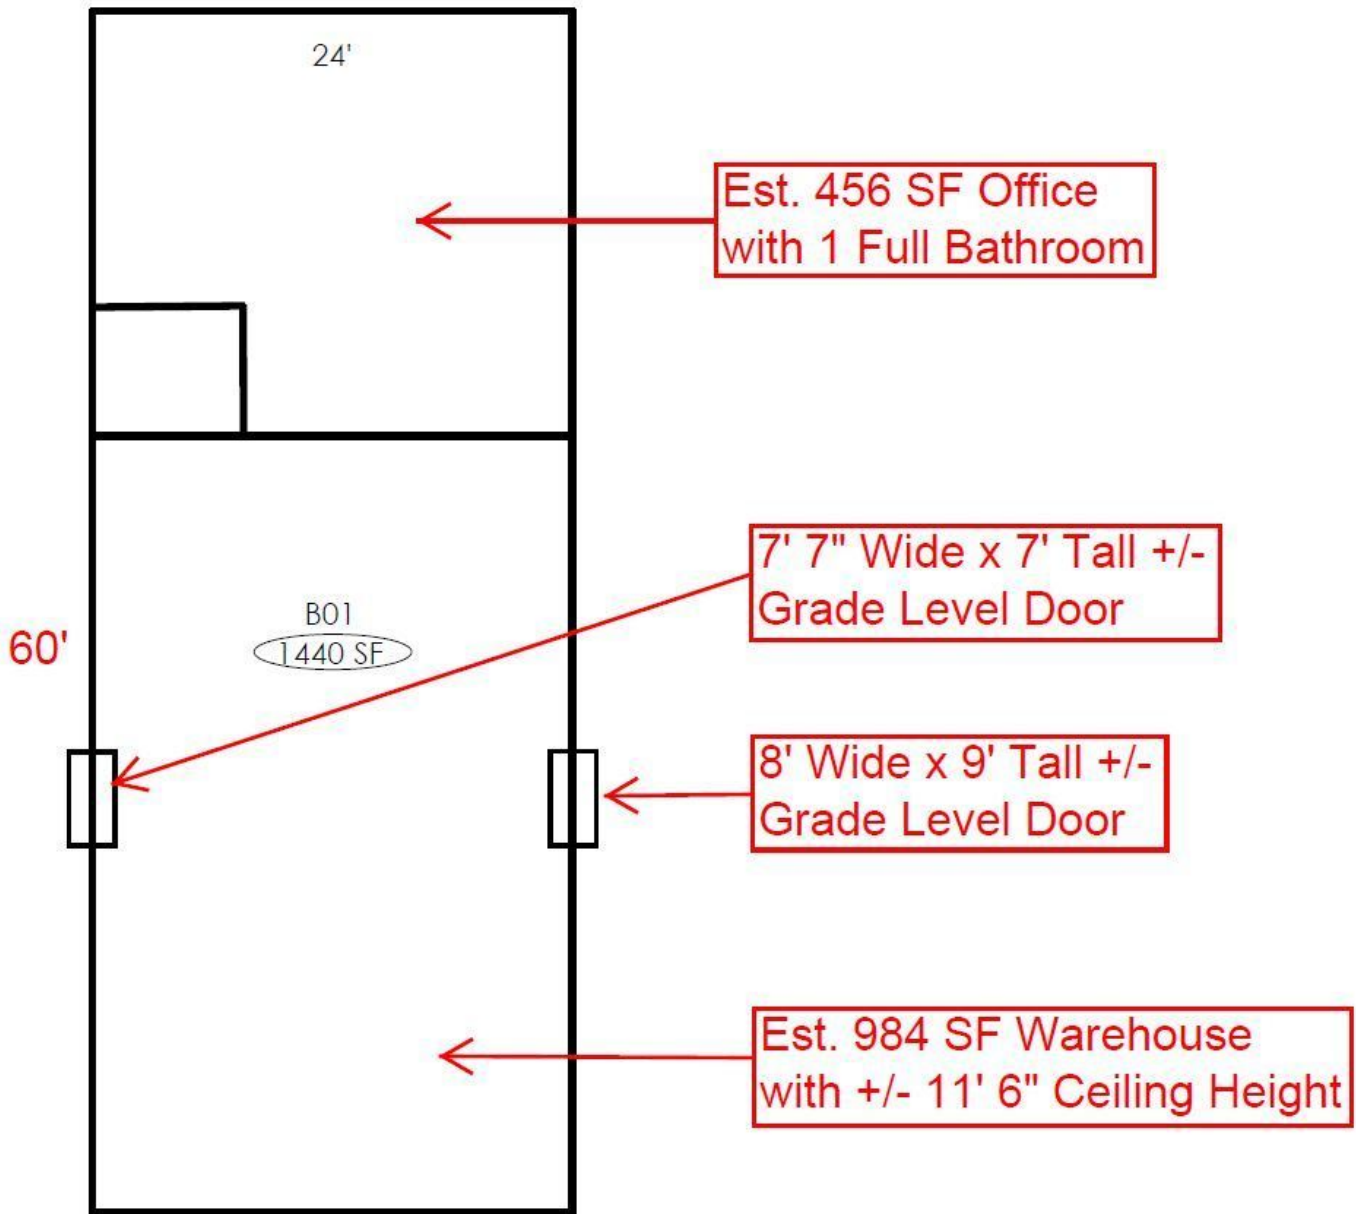 24'
Est. 456 SF Office
with 1 Full Bathroom
7' 7" Wide x 7' Tall +/-
Grade Level Door
B01
1440 SF
60'
8' Wide x 9' Tall +/-
Grade Level Door
Est. 984 SF Warehouse
with +/- 11' 6" Ceiling Height